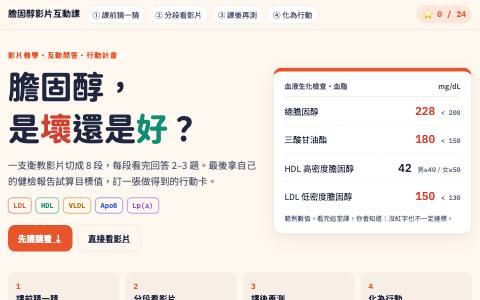 膽固醇影片互動課
① 課前猜一猜
② 分段看影片
③ 課後再測
④ 化為行動
⭐ 0 / 24
影片教學・互動問答・行動計畫
膽固醇，
是壞還是好？
一支衛教影片切成 8 段，每段看完回答 2–3 題。最後拿自己
的健檢報告試算目標值，訂一張做得到的行動卡。
LDL HDL VLDL ApoB Lp(a)
先猜猜看 ↓
直接看影片
血液生化檢查・血脂 mg/dL
總膽固醇 228 < 200
三酸甘油酯 180 < 150
HDL 高密度膽固醇 42 男≥40 / 女≥50
LDL 低密度膽固醇 150 < 130
範例數值。看完這堂課，你會知道：沒紅字也不一定達標。
1
課前猜一猜
2
分段看影片
3
課後再測
4
化為行動